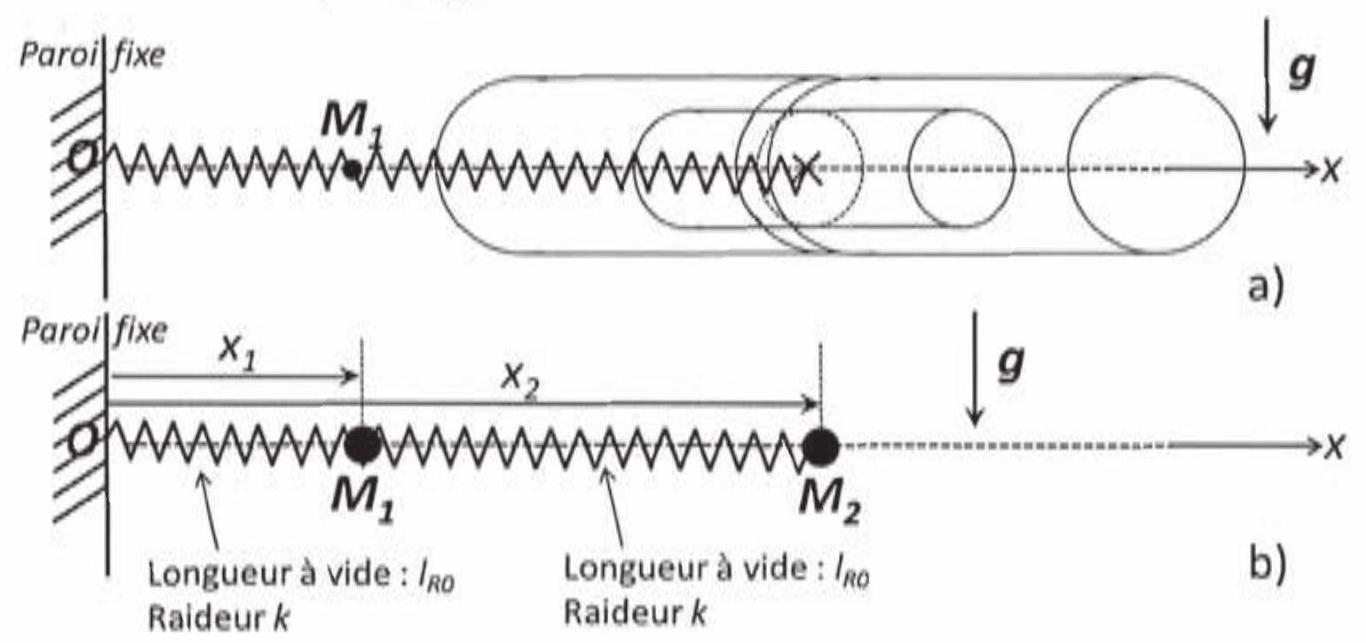 Paroi fixe
g
M1
O
x
a)
Paroi fixe
x1
x2
g
O
x
M1
M2
Longueur à vide : lR0
Raideur k
Longueur à vide : lR0
Raideur k
b)